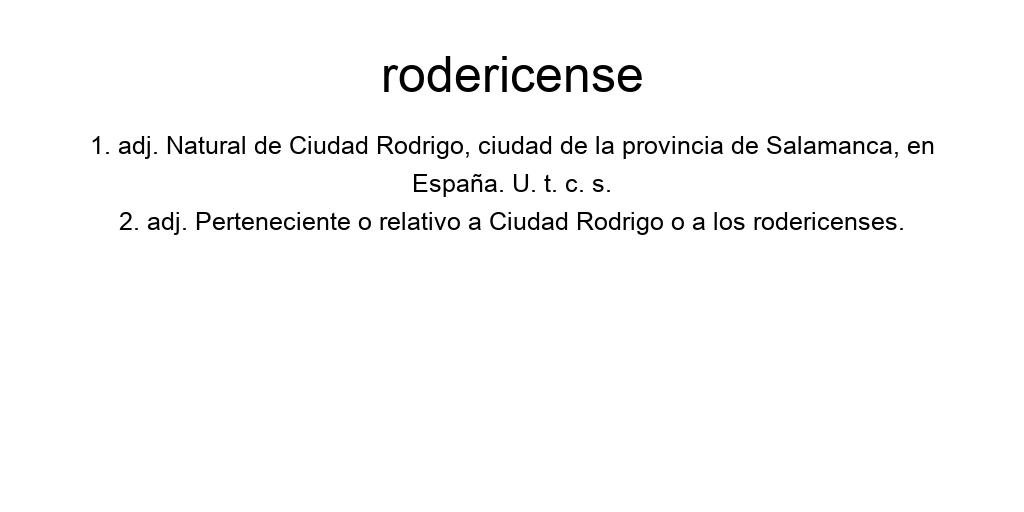 rodericense
1. adj. Natural de Ciudad Rodrigo, ciudad de la provincia de Salamanca, en
España. U. t. c. s.
2. adj. Perteneciente o relativo a Ciudad Rodrigo o a los rodericenses.